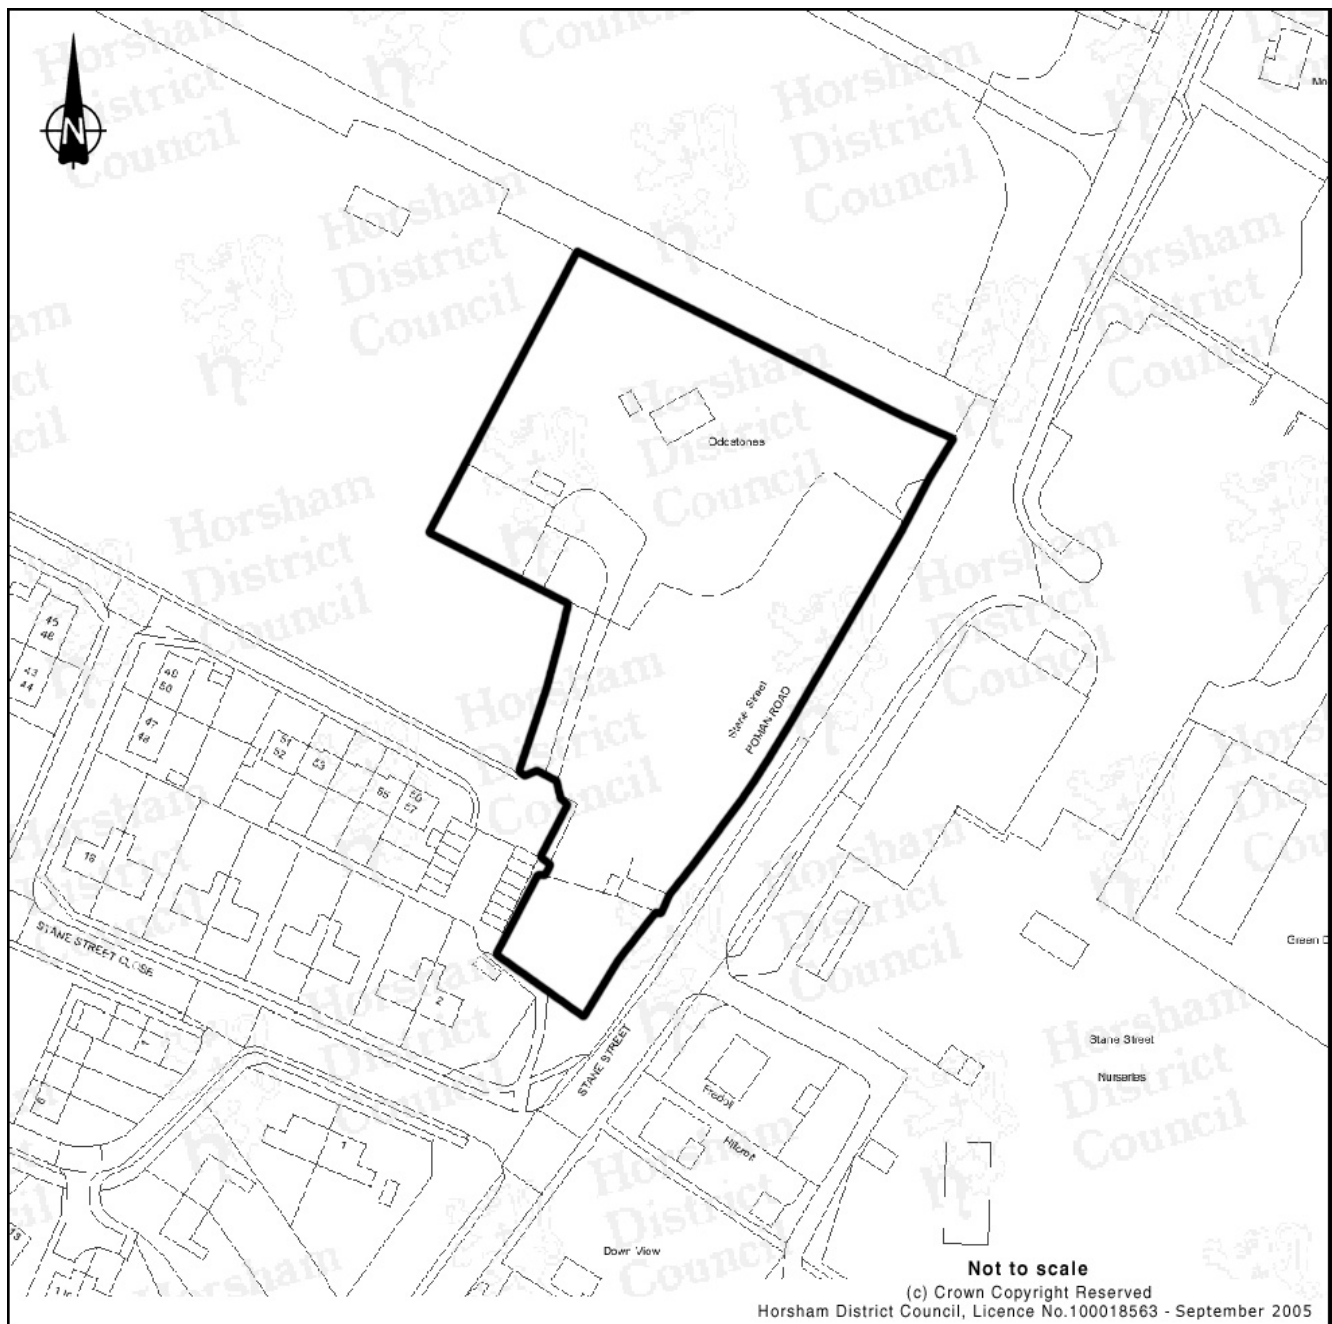 N
Oddstones
Stane Street
ROMAN ROAD
45
46
43
44
49
50
47
48
51
52
53
55
56
57
16
2
STANE STREET CLOSE
STANE STREET
1
Hillcroft
Down View
Stane Street
Nurseries
Horsham
District
Council
Not to scale
(c) Crown Copyright Reserved
Horsham District Council, Licence No.100018563 - September 2005